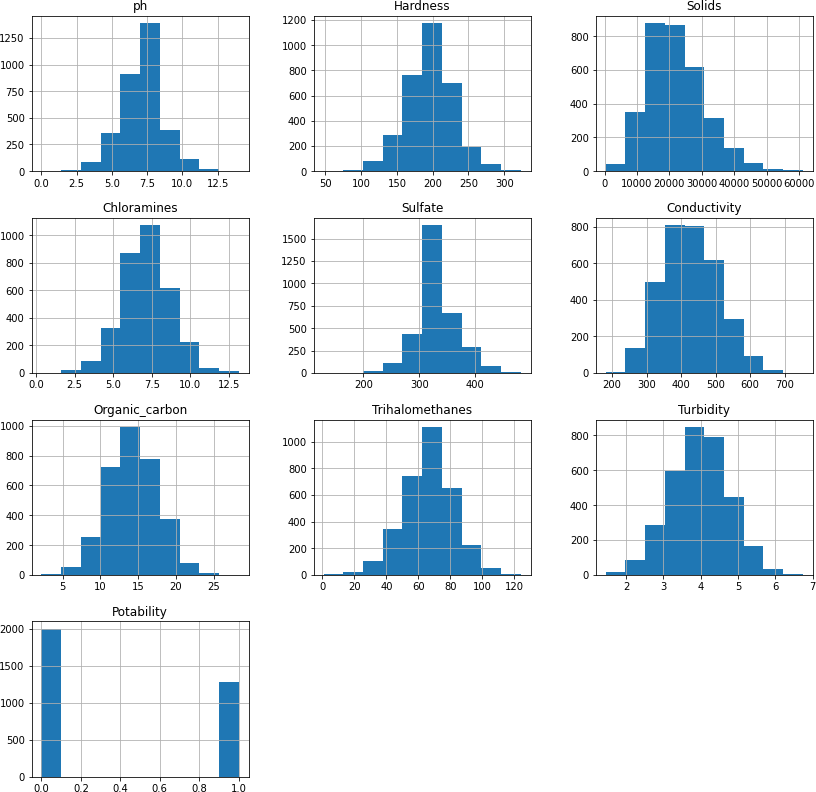 ph
1250
1000
750
500
250
0
0.0 2.5 5.0 7.5 10.0 12.5
Hardness
1200
1000
800
600
400
200
0
50 100 150 200 250 300
Solids
800
600
400
200
0
0 10000 20000 30000 40000 50000 60000
Chloramines
1000
800
600
400
200
0
0.0 2.5 5.0 7.5 10.0 12.5
Sulfate
1500
1250
1000
750
500
250
0
200 300 400
Conductivity
800
600
400
200
0
200 300 400 500 600 700
Organic_carbon
1000
800
600
400
200
0
5 10 15 20 25
Trihalomethanes
1000
800
600
400
200
0
0 20 40 60 80 100 120
Turbidity
800
600
400
200
0
2 3 4 5 6 7
Potability
2000
1500
1000
500
0
0.0 0.2 0.4 0.6 0.8 1.0